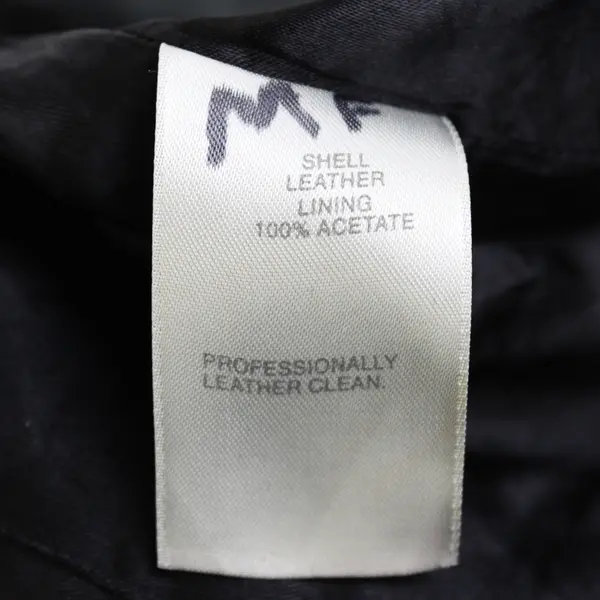 MF
SHELL
LEATHER
LINING
100% ACETATE
PROFESSIONALLY
LEATHER CLEAN.